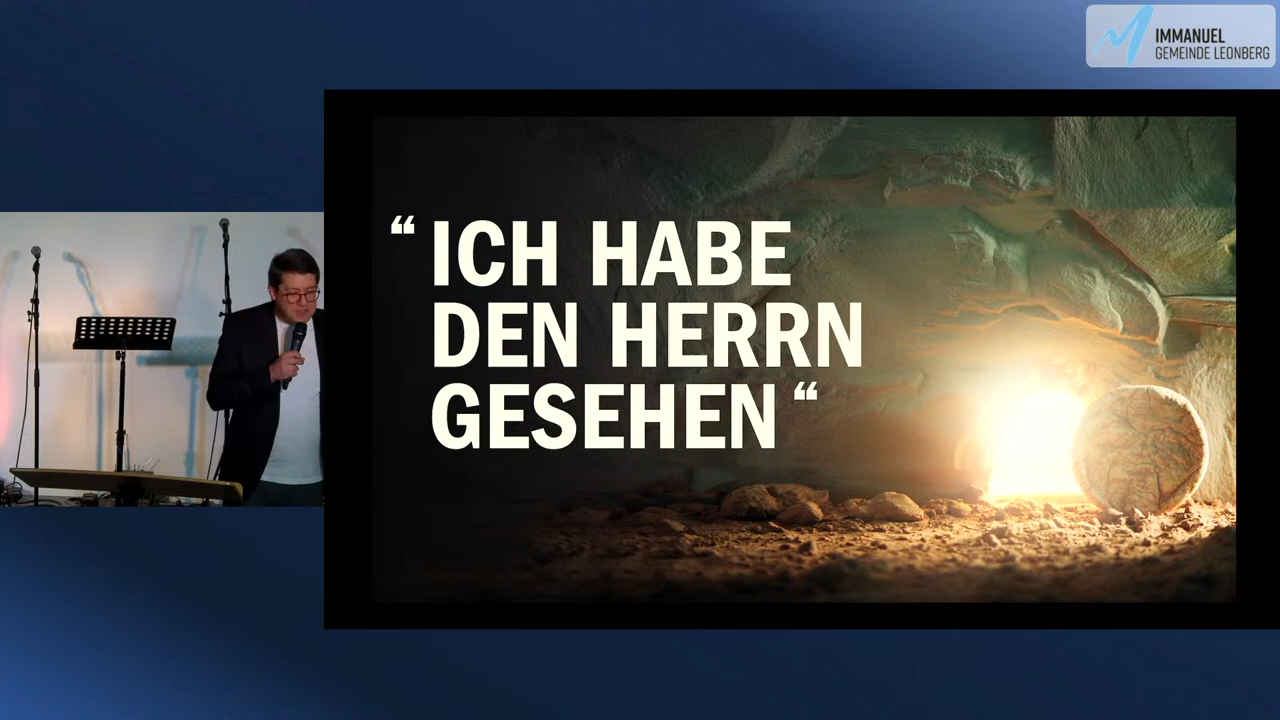 IMMANUEL
GEMEINDE LEONBERG
“ ICH HABE
DEN HERRN
GESEHEN “